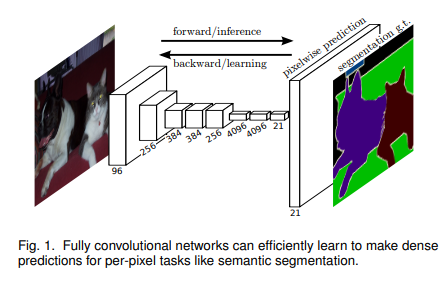 forward/inference
backward/learning
pixelwise prediction
segmentation g.t.
96
256
384
384
256
4096
4096
21
21
Fig. 1. Fully convolutional networks can efficiently learn to make dense
predictions for per-pixel tasks like semantic segmentation.